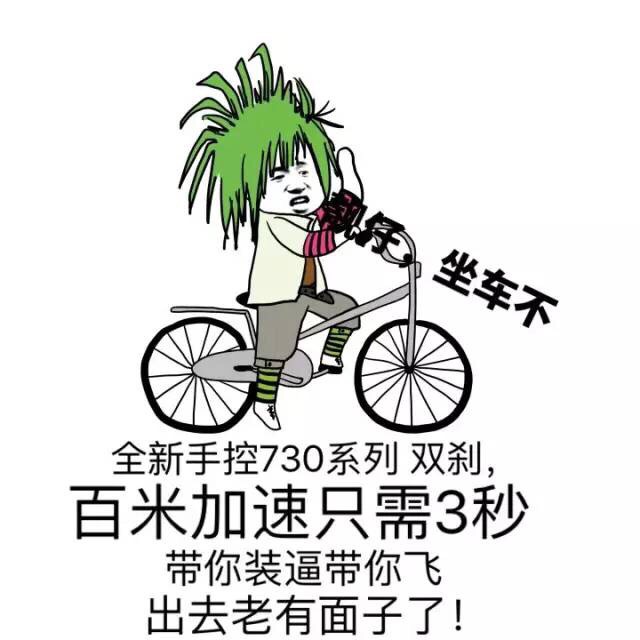 靓仔，坐车不
全新手控730系列 双刹，
百米加速只需3秒
带你装逼带你飞
出去老有面子了！